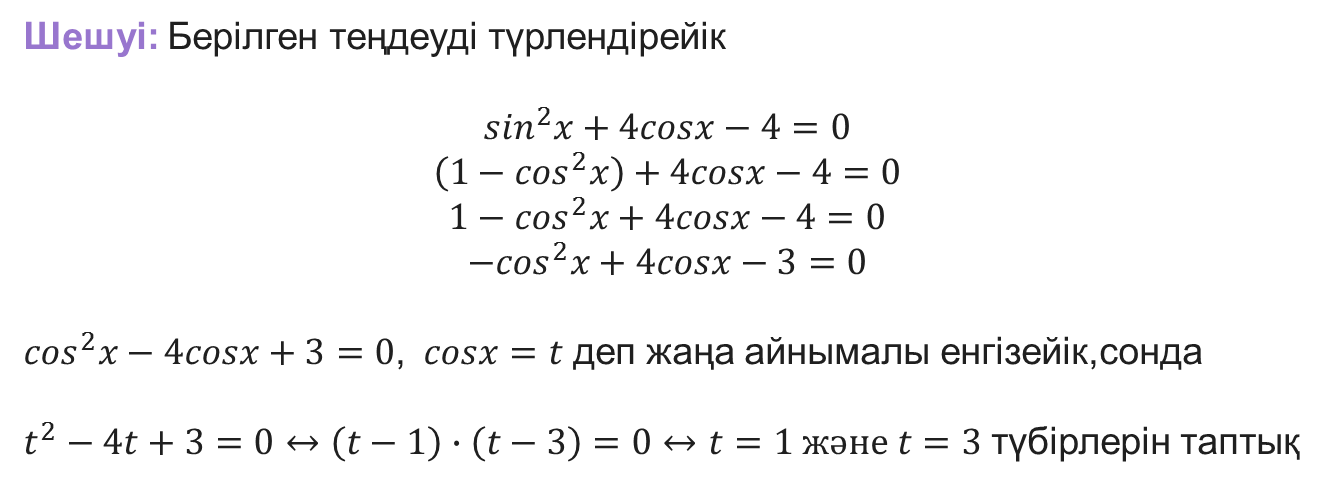 Шешуі: Берілген теңдеуді түрлендірейік
sin²x + 4cosx − 4 = 0
(1 − cos²x) + 4cosx − 4 = 0
1 − cos²x + 4cosx − 4 = 0
−cos²x + 4cosx − 3 = 0
cos²x − 4cosx + 3 = 0, cosx = t деп жаңа айнымалы енгізейік,сонда
t² − 4t + 3 = 0 ↔ (t − 1) · (t − 3) = 0 ↔ t = 1 және t = 3 түбірлерін таптық